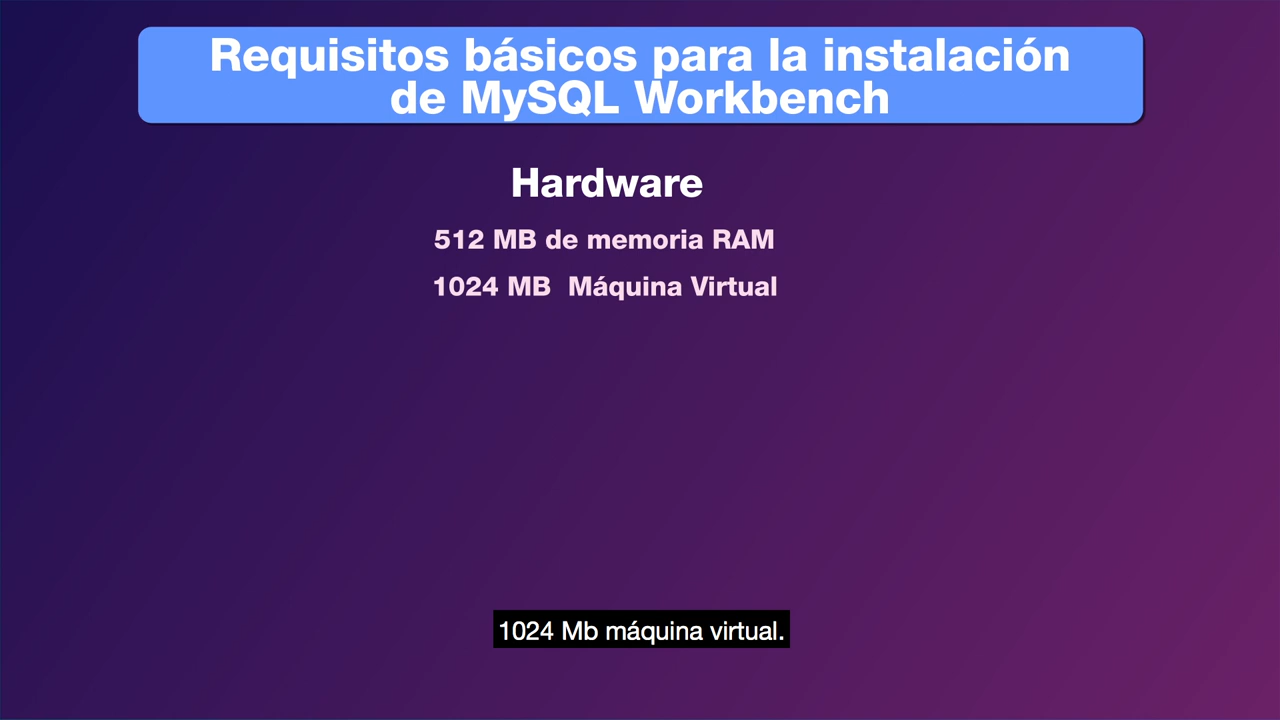 Requisitos básicos para la instalación
de MySQL Workbench
Hardware
512 MB de memoria RAM
1024 MB  Máquina Virtual
1024 Mb máquina virtual.